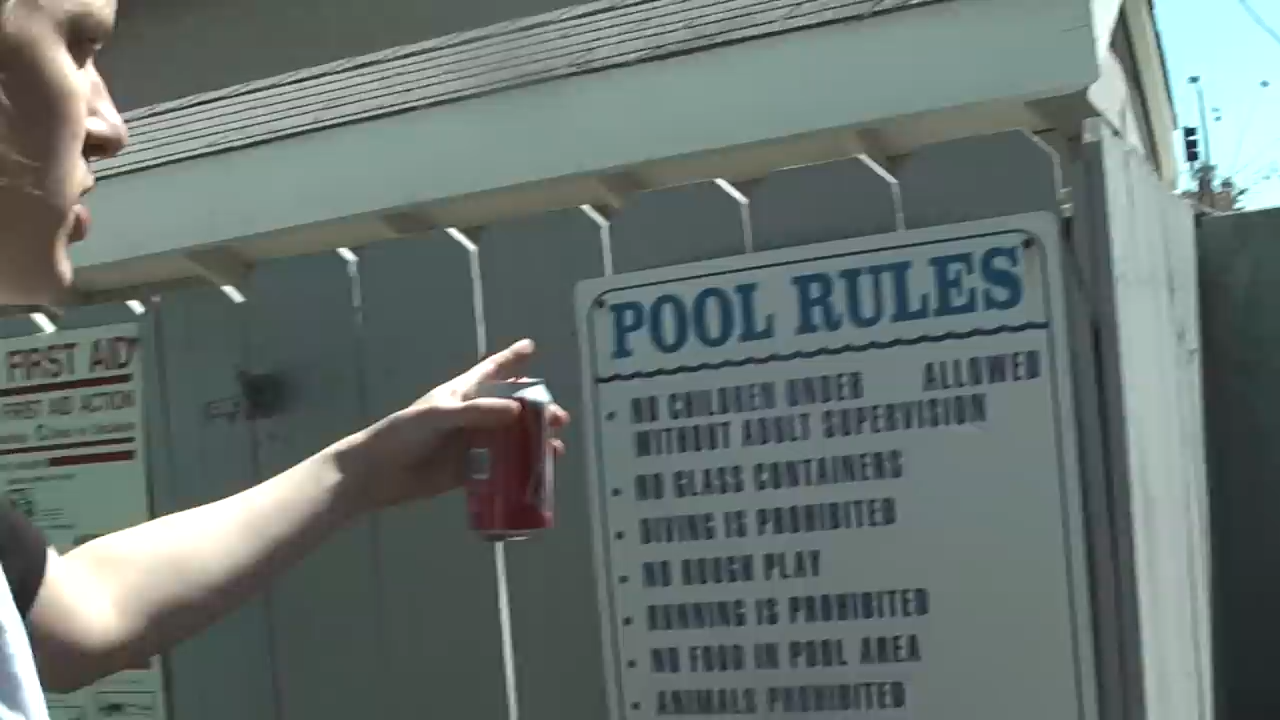 FIRST AID
FIRST AID ACTION
POOL RULES
• NO CHILDREN UNDER ALLOWED
WITHOUT ADULT SUPERVISION
• NO GLASS CONTAINERS
• DIVING IS PROHIBITED
• NO ROUGH PLAY
• RUNNING IS PROHIBITED
• NO FOOD IN POOL AREA
• ANIMALS PROHIBITED